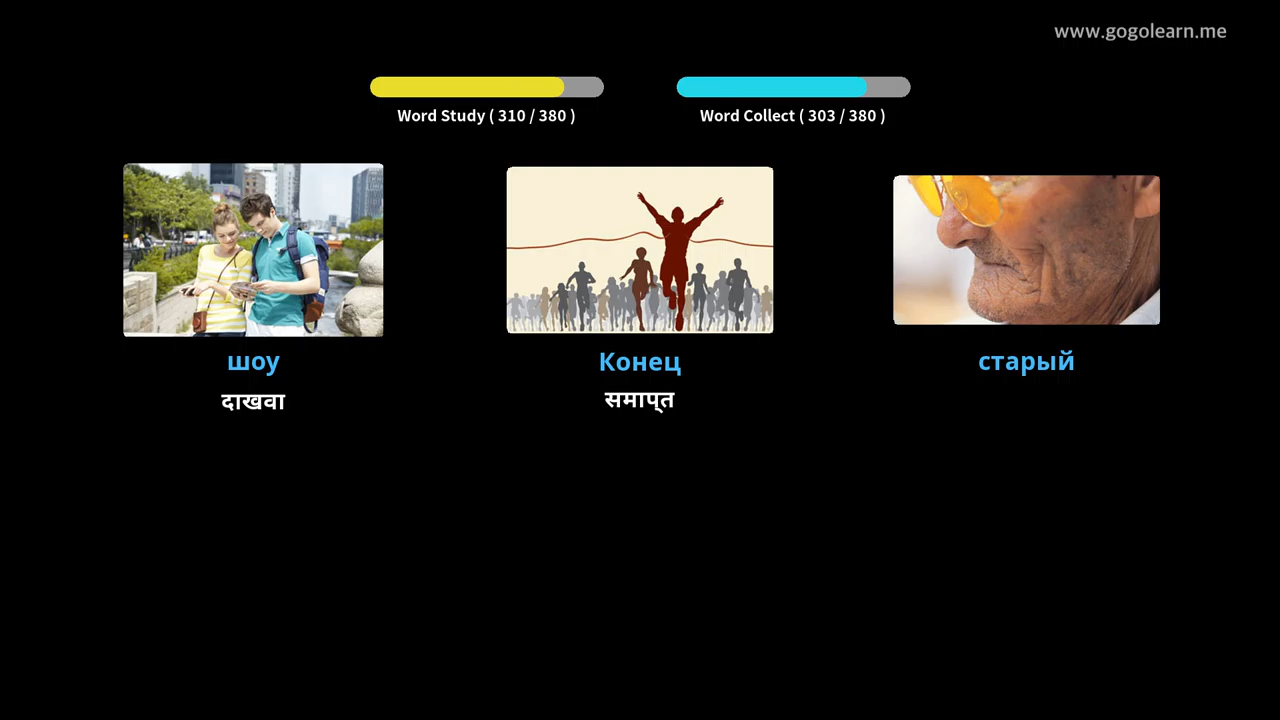 www.gogolearn.me
Word Study ( 310 / 380 )
Word Collect ( 303 / 380 )
шоу
Конец
старый
दाखवा
समाप्त